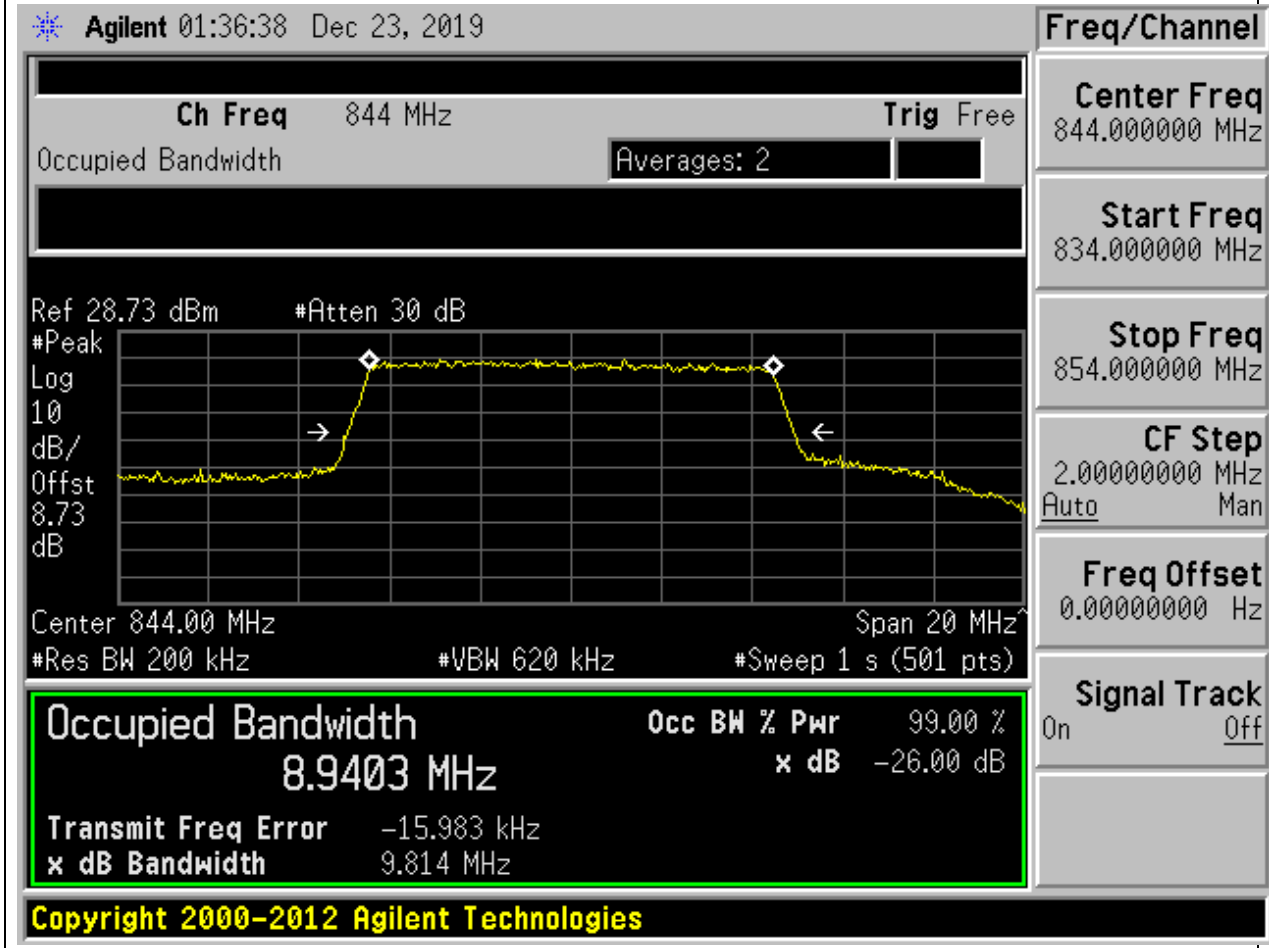 Agilent 01:36:38 Dec 23, 2019
Freq/Channel
Ch Freq 844 MHz Trig Free
Occupied Bandwidth Averages: 2
Ref 28.73 dBm #Atten 30 dB
#Peak
Log
10
dB/
Offst
8.73
dB
Center 844.00 MHz Span 20 MHz^
#Res BW 200 kHz #VBW 620 kHz #Sweep 1 s (501 pts)
Occupied Bandwidth Occ BW % Pwr 99.00 %
8.9403 MHz x dB -26.00 dB
Transmit Freq Error -15.983 kHz
x dB Bandwidth 9.814 MHz
Center Freq
844.000000 MHz
Start Freq
834.000000 MHz
Stop Freq
854.000000 MHz
CF Step
2.00000000 MHz
Auto Man
Freq Offset
0.00000000 Hz
Signal Track
On Off
Copyright 2000-2012 Agilent Technologies